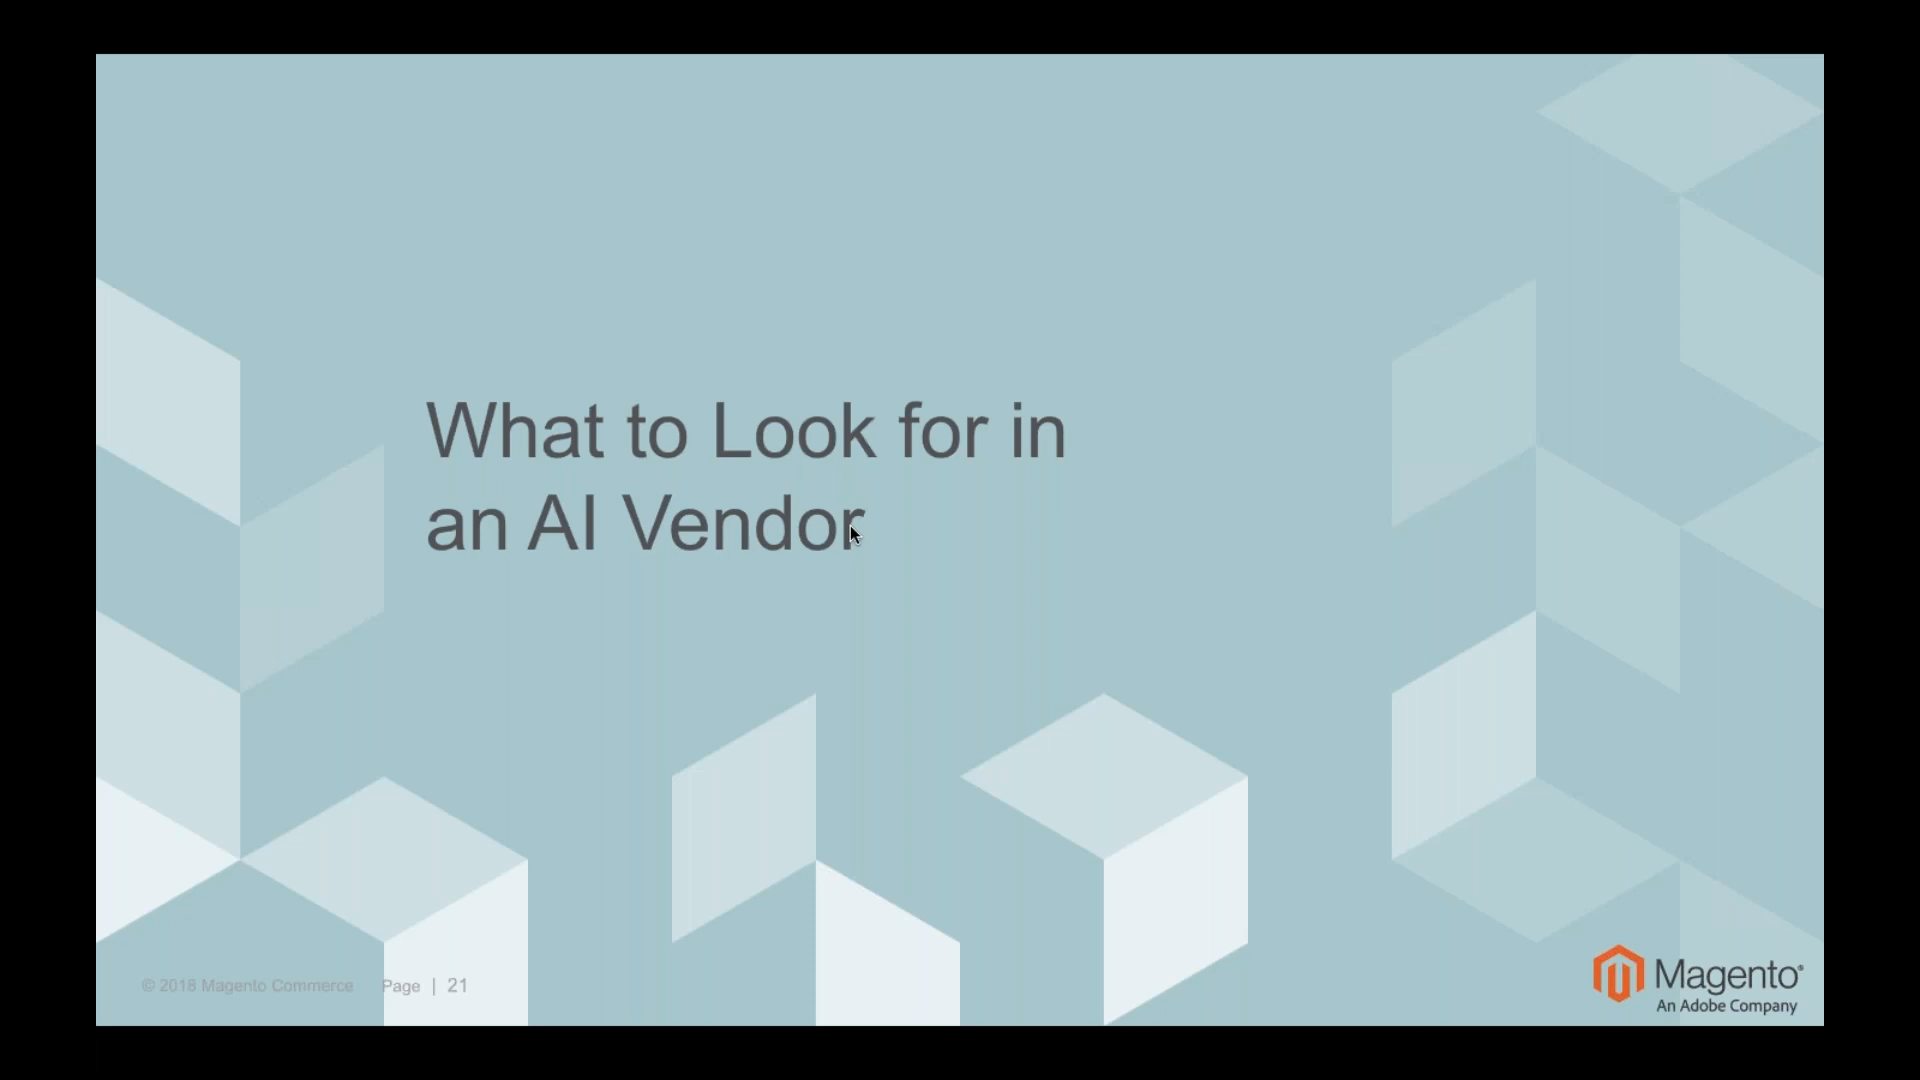 What to Look for in
an AI Vendor
© 2018 Magento Commerce Page | 21
Magento®
An Adobe Company